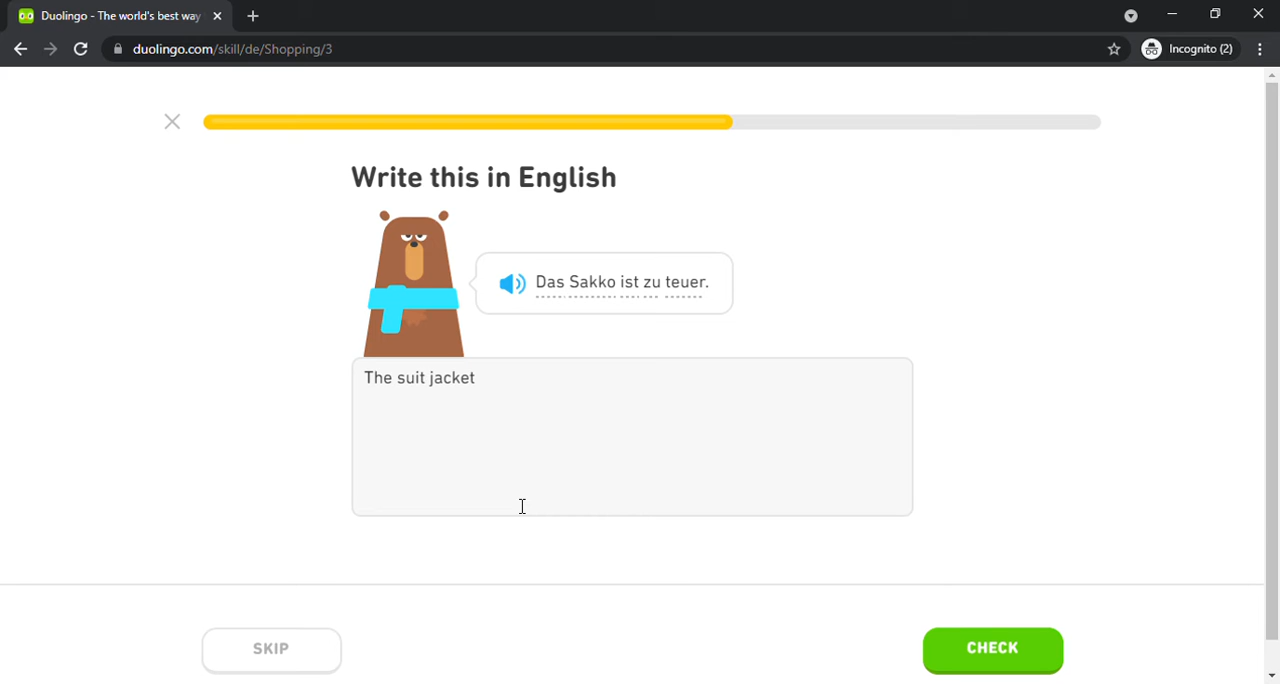 Duolingo - The world's best way
duolingo.com/skill/de/Shopping/3
Incognito (2)
Write this in English
Das Sakko ist zu teuer.
The suit jacket
SKIP
CHECK